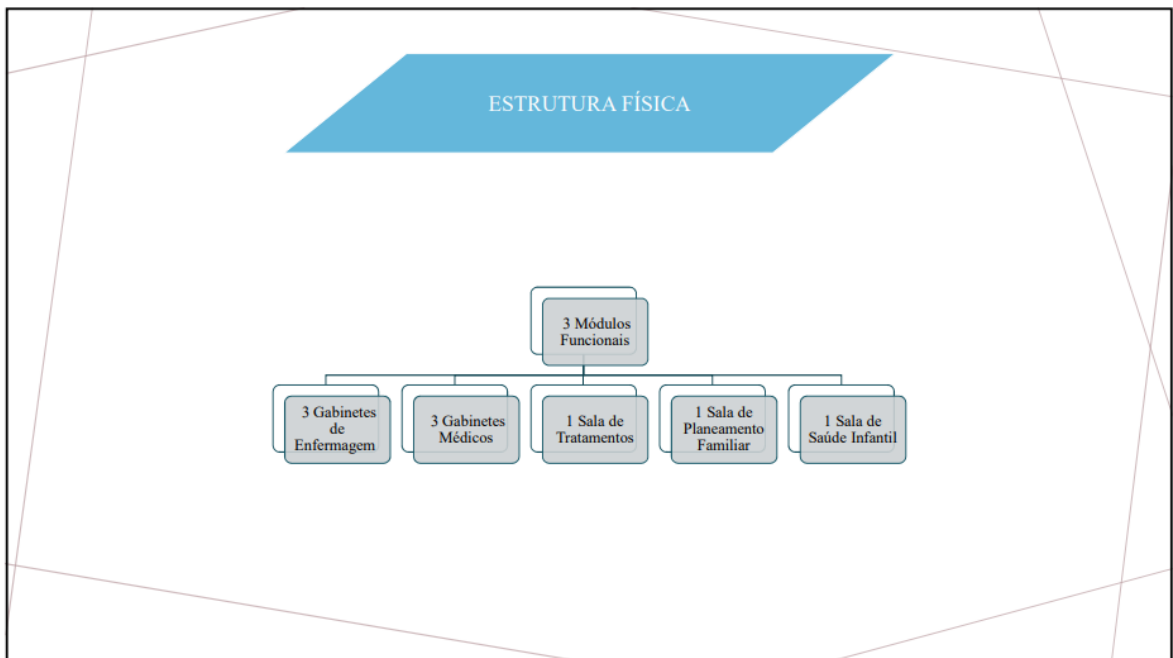 ESTRUTURA FÍSICA
3 Módulos
Funcionais
3 Gabinetes
de
Enfermagem
3 Gabinetes
Médicos
1 Sala de
Tratamentos
1 Sala de
Planeamento
Familiar
1 Sala de
Saúde Infantil